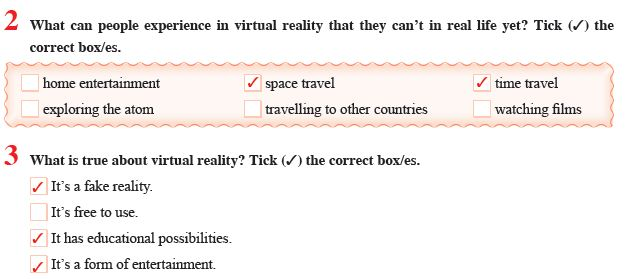 2 What can people experience in virtual reality that they can't in real life yet? Tick (✓) the
correct box/es.
home entertainment ✓ space travel ✓ time travel
exploring the atom travelling to other countries watching films
3 What is true about virtual reality? Tick (✓) the correct box/es.
✓ It's a fake reality.
It's free to use.
✓ It has educational possibilities.
✓ It's a form of entertainment.